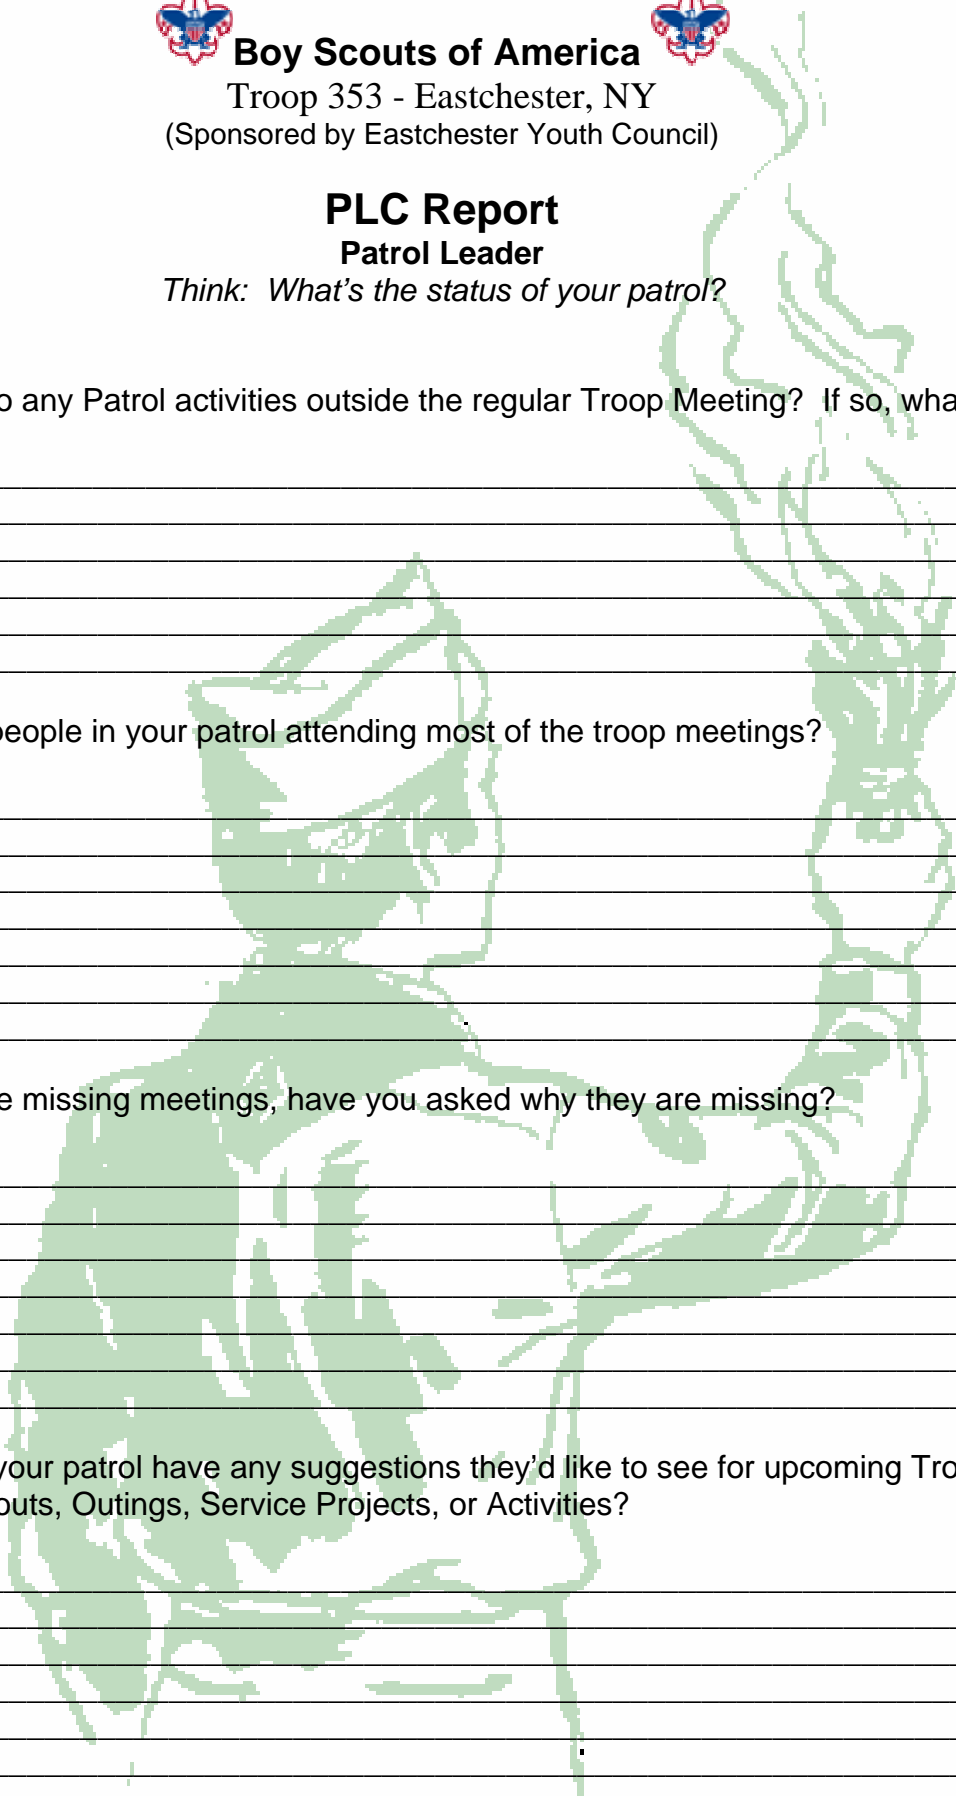 Boy Scouts of America
Troop 353 - Eastchester, NY
(Sponsored by Eastchester Youth Council)
PLC Report
Patrol Leader
Think: What's the status of your patrol?
any Patrol activities outside the regular Troop Meeting? If so,
people in your patrol attending most of the troop meetings?
missing meetings, have you asked why they are missing?
your patrol have any suggestions they'd like to see for upcoming
Outings, Service Projects, or Activities?